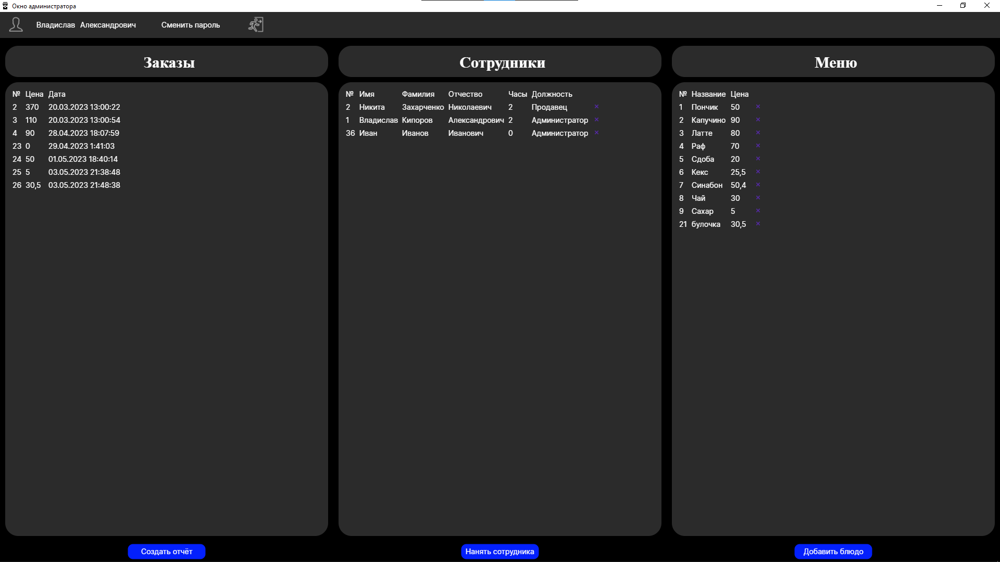 Окно администратора
Владислав Александрович Сменить пароль
Заказы
№ Цена Дата
2 370 20.03.2023 13:00:22
3 110 20.03.2023 13:00:54
4 90 28.04.2023 18:07:59
23 0 29.04.2023 1:41:03
24 50 01.05.2023 18:40:14
25 5 03.05.2023 21:38:48
26 30,5 03.05.2023 21:48:38
Создать отчёт
Сотрудники
№ Имя Фамилия Отчество Часы Должность
2 Никита Захарченко Николаевич 2 Продавец
1 Владислав Кипоров Александрович 2 Администратор
36 Иван Иванов Иванович 0 Администратор
Нанять сотрудника
Меню
№ Название Цена
1 Пончик 50
2 Капучино 90
3 Латте 80
4 Раф 70
5 Сдоба 20
6 Кекс 25,5
7 Синабон 50,4
8 Чай 30
9 Сахар 5
21 булочка 30,5
Добавить блюдо